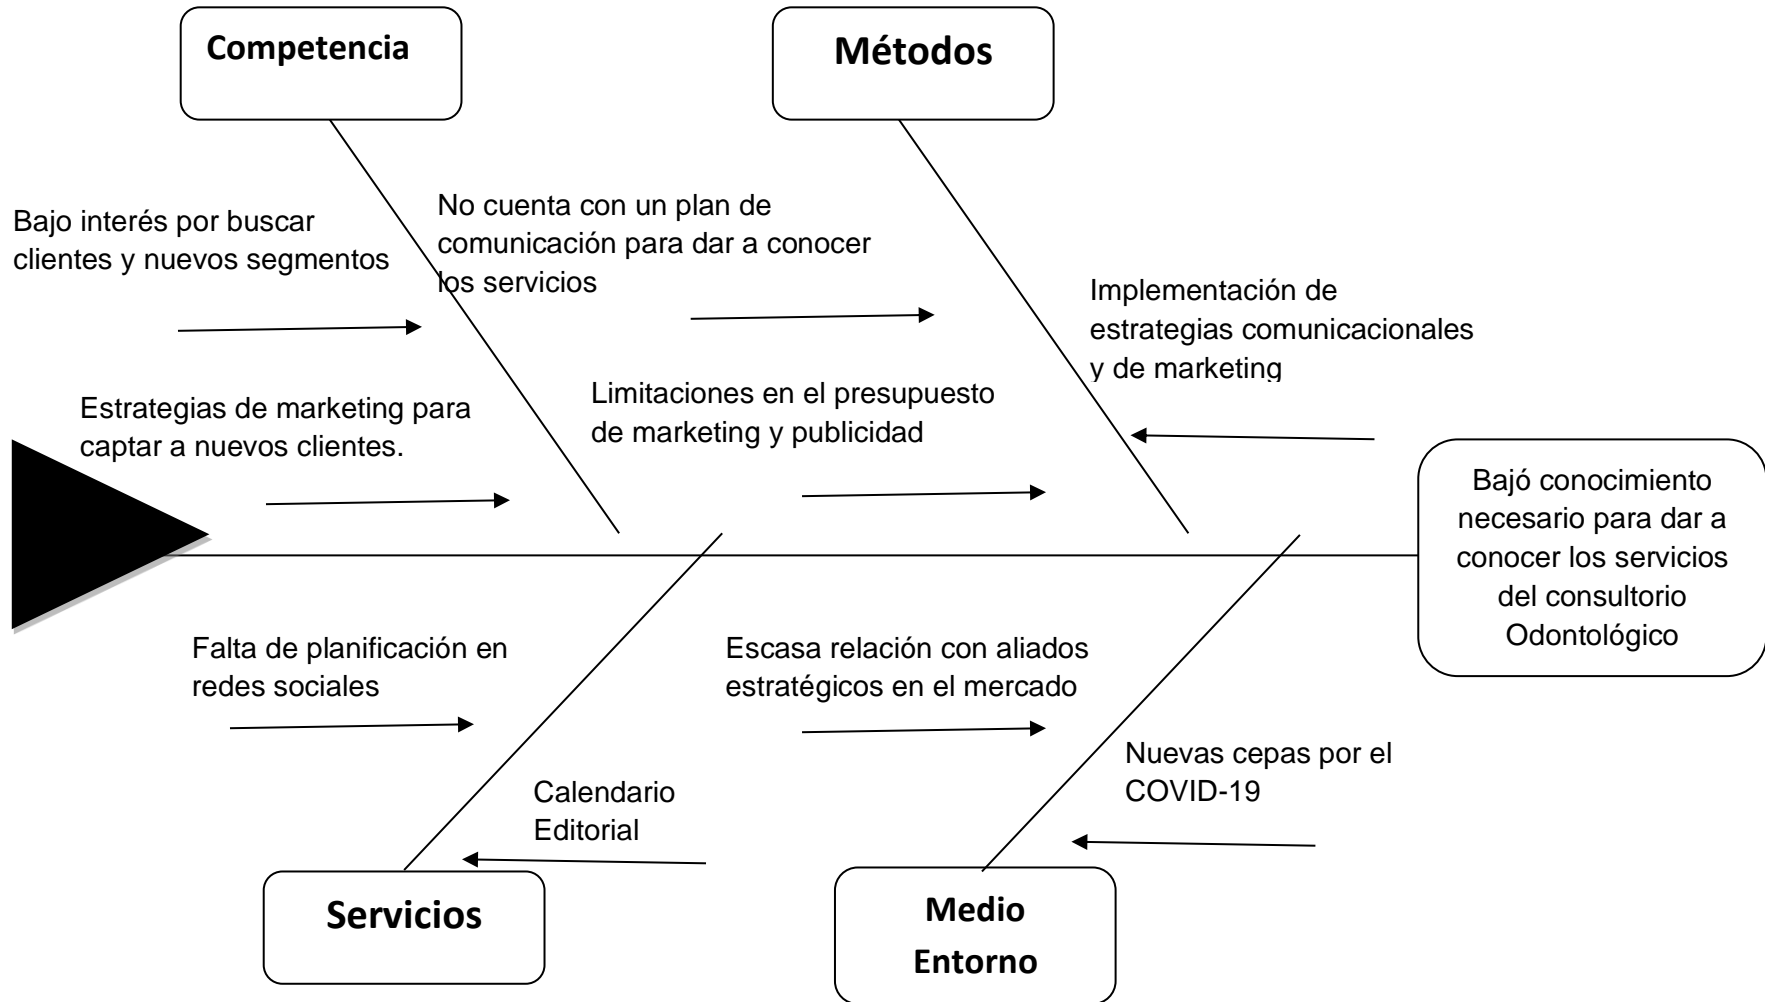 Competencia
Métodos
Bajo interés por buscar
clientes y nuevos segmentos
No cuenta con un plan de
comunicación para dar a conocer
los servicios
Implementación de
estrategias comunicacionales
y de marketing
Estrategias de marketing para
captar a nuevos clientes.
Limitaciones en el presupuesto
de marketing y publicidad
Bajó conocimiento
necesario para dar a
conocer los servicios
del consultorio
Odontológico
Falta de planificación en
redes sociales
Escasa relación con aliados
estratégicos en el mercado
Calendario
Editorial
Nuevas cepas por el
COVID-19
Servicios
Medio
Entorno